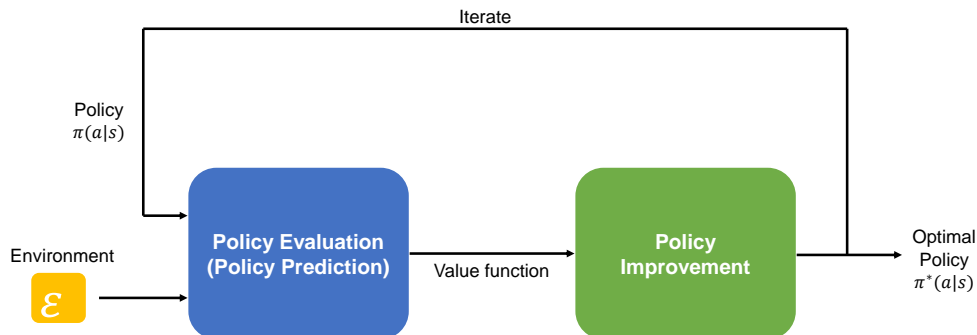 Iterate
Policy
π(a|s)
Environment
ε
Policy Evaluation
(Policy Prediction)
Value function
Policy
Improvement
Optimal
Policy
π*(a|s)